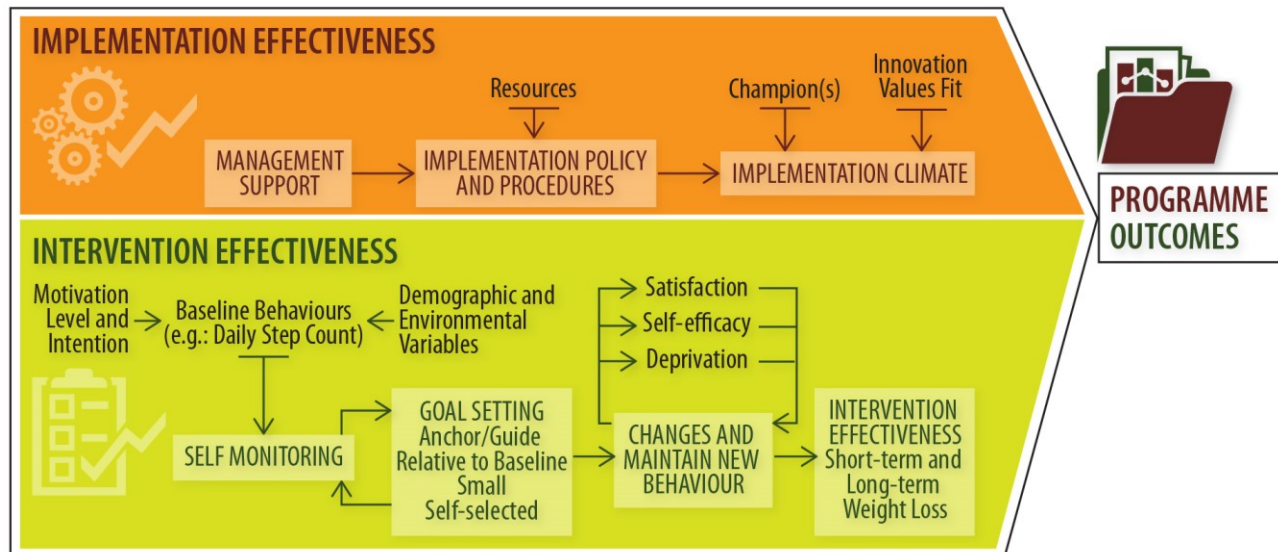 IMPLEMENTATION EFFECTIVENESS
Resources
Champion(s)
Innovation
Values Fit
MANAGEMENT
SUPPORT
IMPLEMENTATION POLICY
AND PROCEDURES
IMPLEMENTATION CLIMATE
PROGRAMME
OUTCOMES
INTERVENTION EFFECTIVENESS
Motivation
Level and
Intention
Baseline Behaviours
(e.g.: Daily Step Count)
Demographic and
Environmental
Variables
Satisfaction
Self-efficacy
Deprivation
SELF MONITORING
GOAL SETTING
Anchor/Guide
Relative to Baseline
Small
Self-selected
CHANGES AND
MAINTAIN NEW
BEHAVIOUR
INTERVENTION
EFFECTIVENESS
Short-term and
Long-term
Weight Loss